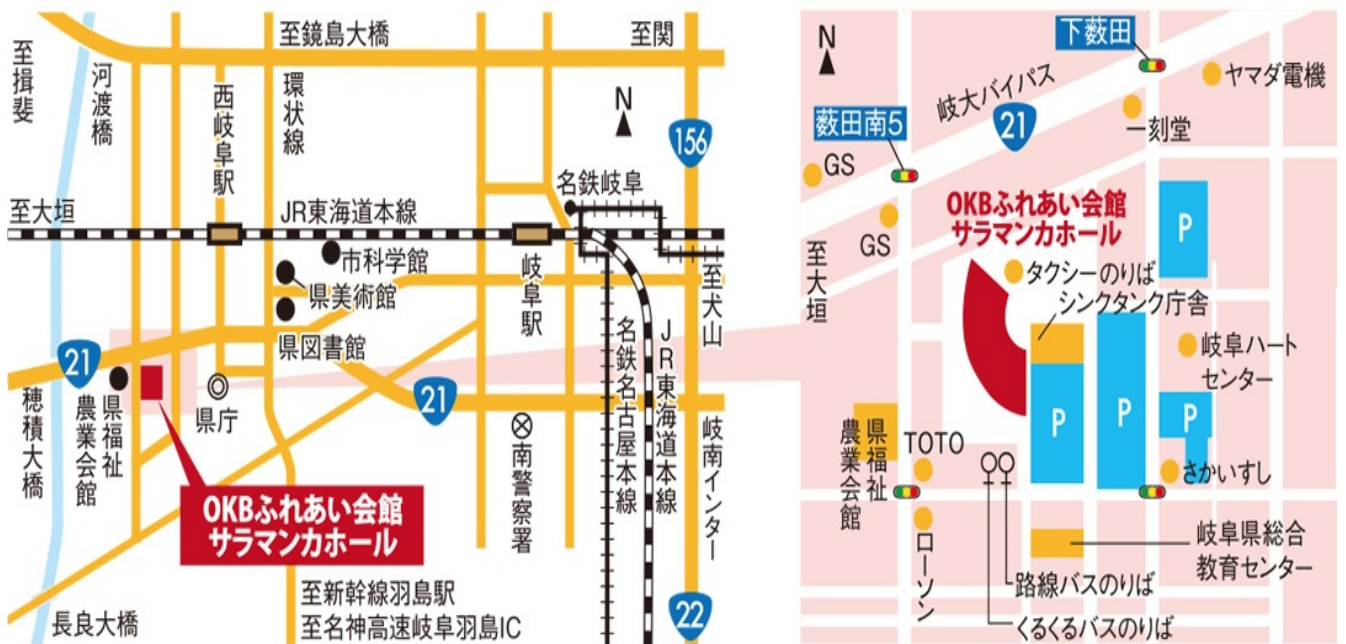 至鏡島大橋
至関
至揖斐
河渡橋
西岐阜駅
環状線
N
156
名鉄岐阜
至大垣
JR東海道本線
市科学館
県美術館
岐阜駅
至犬山
県図書館
名鉄名古屋本線
JR東海道本線
21
穂積大橋
県福祉
農業会館
県庁
21
南警察署
岐南インター
OKBふれあい会館
サラマンカホール
至新幹線羽島駅
至名神高速岐阜羽島IC
長良大橋
22
N
下薮田
ヤマダ電機
岐大バイパス
21
薮田南5
一刻堂
GS
GS
至大垣
OKBふれあい会館
サラマンカホール
タクシーのりば
シンクタンク庁舎
P
岐阜ハート
センター
P
P
P
県福祉
農業会館
TOTO
さかいすし
ローソン
岐阜県総合
教育センター
路線バスのりば
くるくるバスのりば